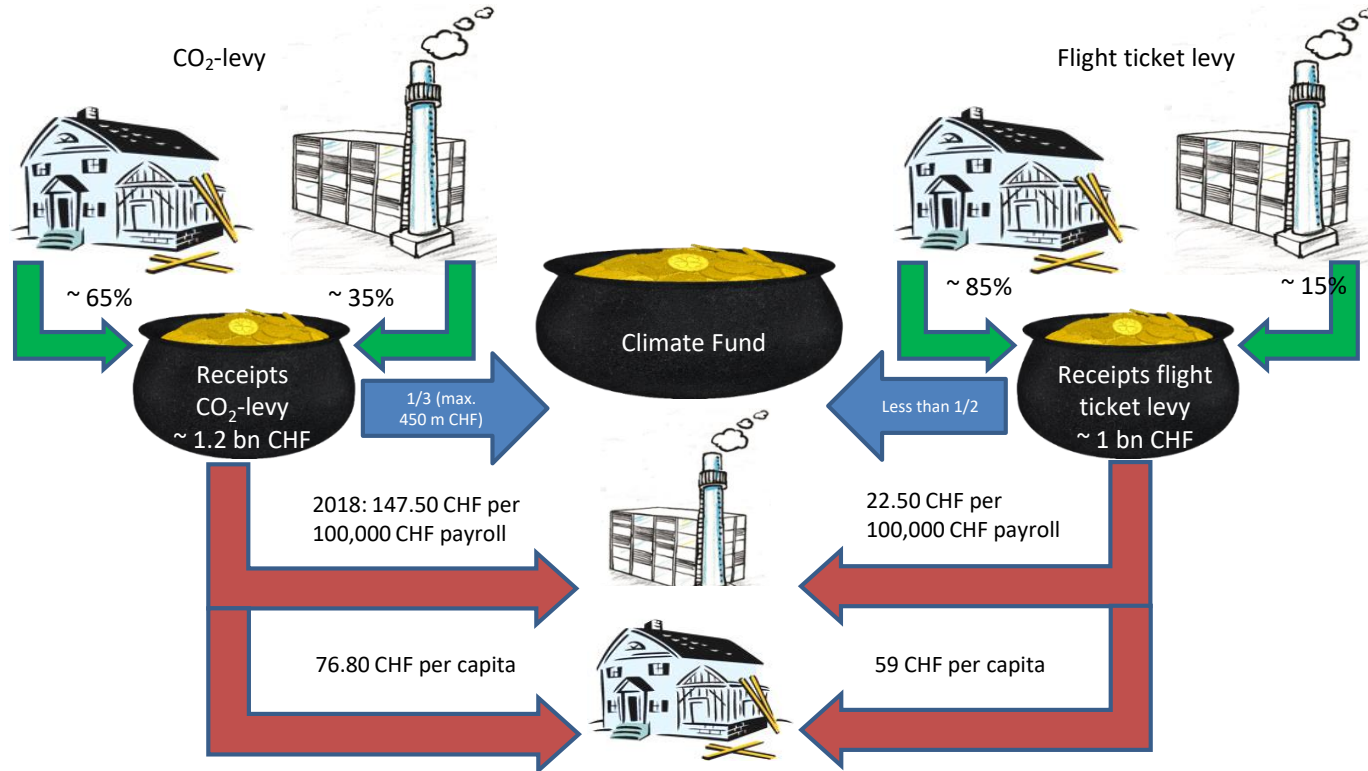 CO₂-levy
Flight ticket levy
~ 65%
~ 35%
~ 85%
~ 15%
Climate Fund
Receipts
CO₂-levy
~ 1.2 bn CHF
1/3 (max.
450 m CHF)
Less than 1/2
Receipts flight
ticket levy
~ 1 bn CHF
2018: 147.50 CHF per
100,000 CHF payroll
22.50 CHF per
100,000 CHF payroll
76.80 CHF per capita
59 CHF per capita